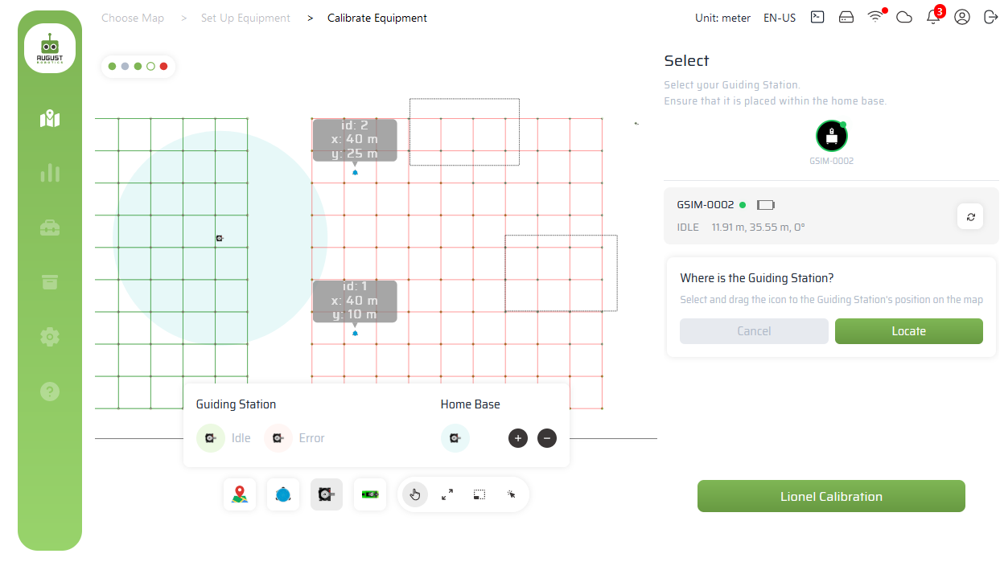 Choose Map > Set Up Equipment > Calibrate Equipment
Unit: meter EN-US
3
AUGUST
ROBOTICS
Select
Select your Guiding Station.
Ensure that it is placed within the home base.
GSIM-0002
GSIM-0002
IDLE 11.91 m, 35.55 m, 0°
Where is the Guiding Station?
Select and drag the icon to the Guiding Station's position on the map
Cancel
Locate
id: 2
x: 40 m
y: 25 m
id: 1
x: 40 m
y: 10 m
Guiding Station
Idle
Error
Home Base
Lionel Calibration